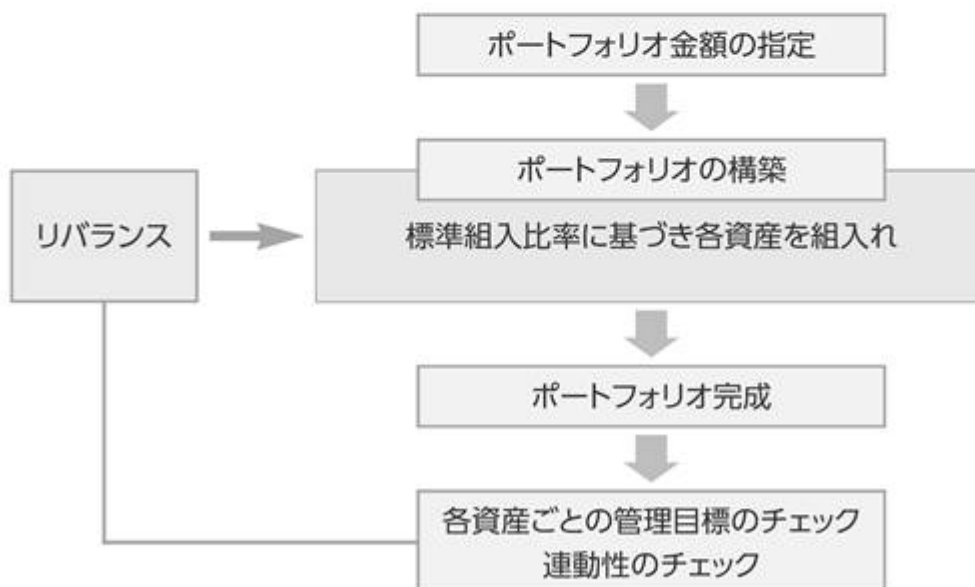 ポートフォリオ金額の指定
ポートフォリオの構築
リバランス
標準組入比率に基づき各資産を組入れ
ポートフォリオ完成
各資産ごとの管理目標のチェック
連動性のチェック